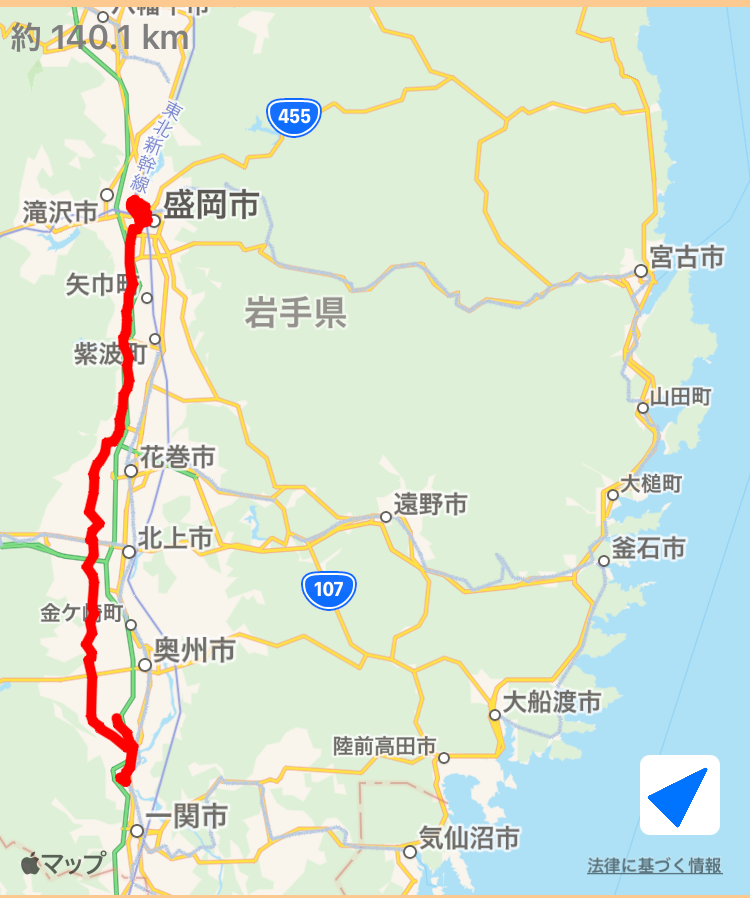 八幡平市
約 140.1 km
東北新幹線
455
滝沢市
盛岡市
宮古市
矢巾町
岩手県
紫波町
山田町
花巻市
大槌町
遠野市
北上市
釜石市
107
金ケ崎町
奥州市
大船渡市
陸前高田市
一関市
気仙沼市
マップ
法律に基づく情報